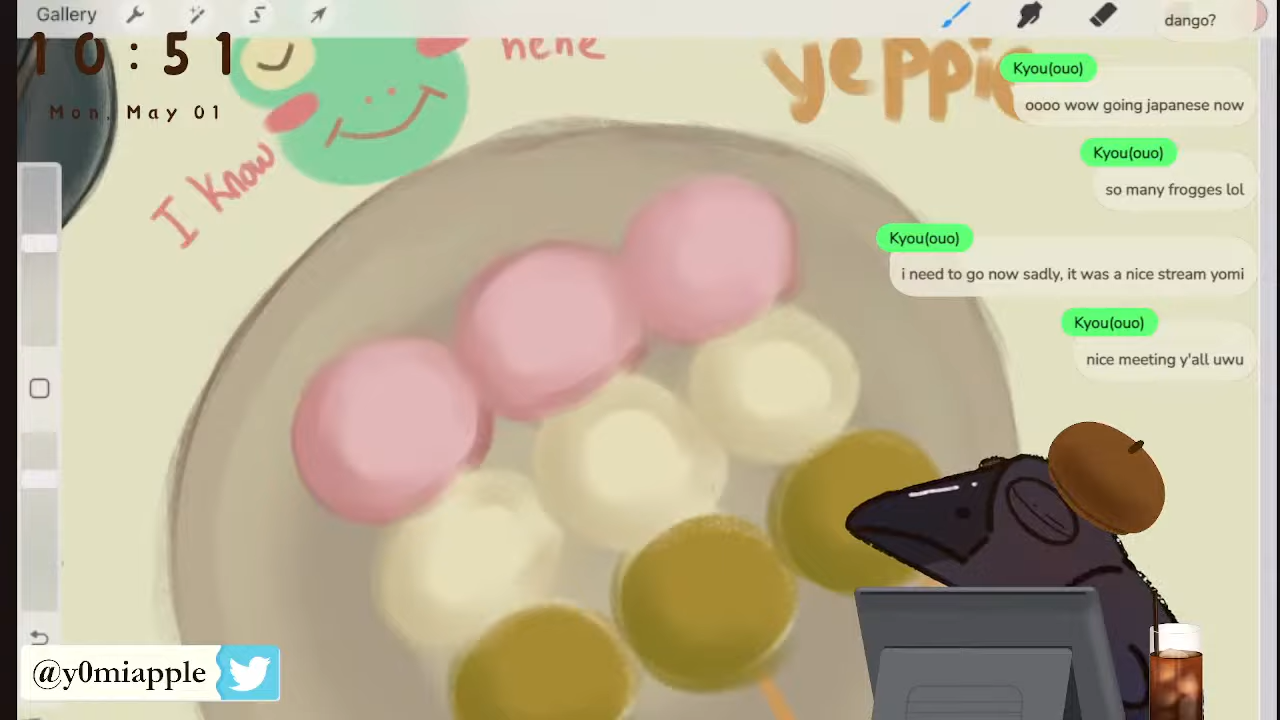 Gallery
dango?
10:51
Mon, May 01
nene
yeppie
I know
Kyou(ouo)
oooo wow going japanese now
Kyou(ouo)
so many frogges lol
Kyou(ouo)
i need to go now sadly, it was a nice stream yomi
Kyou(ouo)
nice meeting y'all uwu
@y0miapple